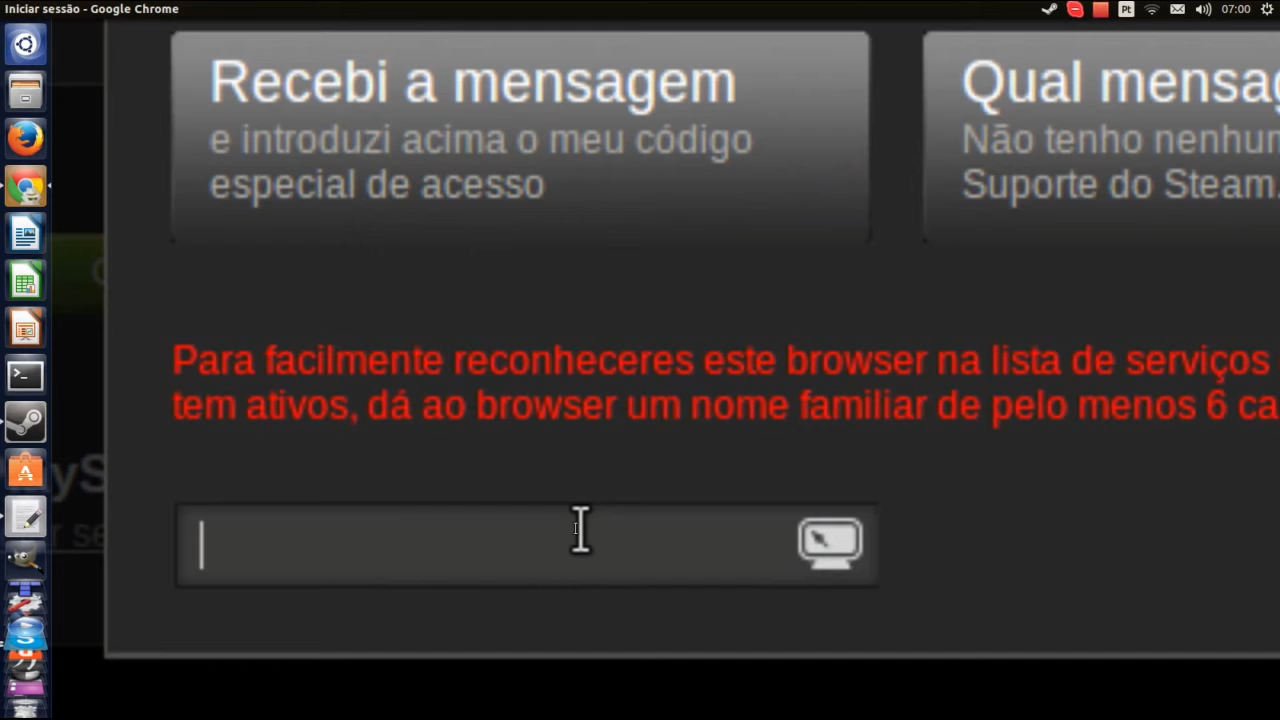 Iniciar sessão - Google Chrome
Pt
07:00
Recebi a mensagem
e introduzi acima o meu código
especial de acesso
Qual mensag
Não tenho nenhum
Suporte do Steam.
Para facilmente reconheceres este browser na lista de serviços
tem ativos, dá ao browser um nome familiar de pelo menos 6 ca